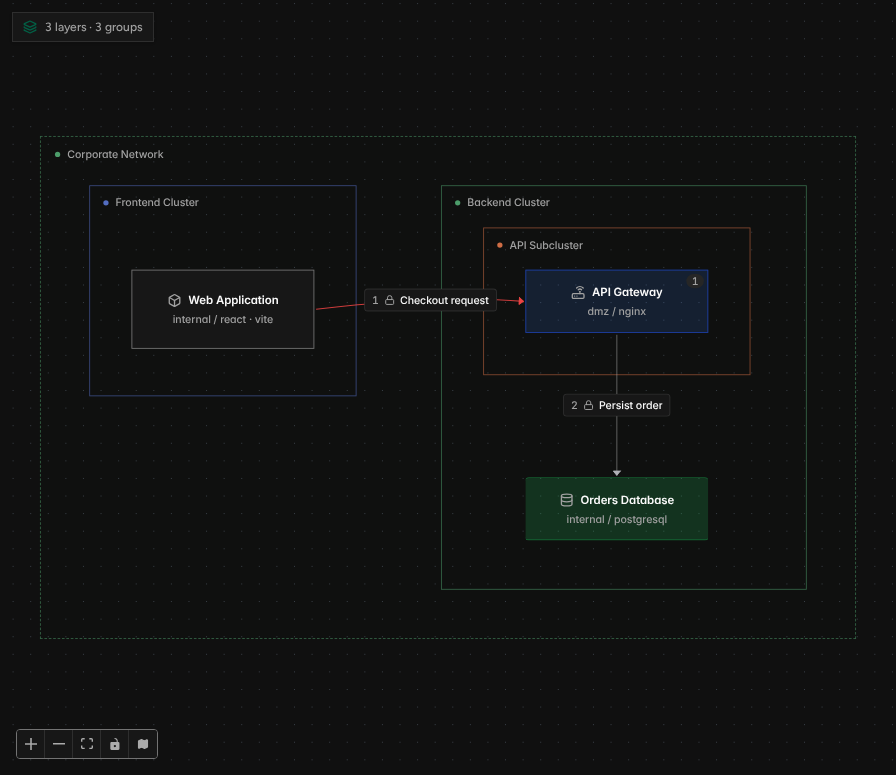 3 layers · 3 groups
Corporate Network
Frontend Cluster
Web Application
internal / react · vite
1 Checkout request
Backend Cluster
API Subcluster
1
API Gateway
dmz / nginx
2 Persist order
Orders Database
internal / postgresql